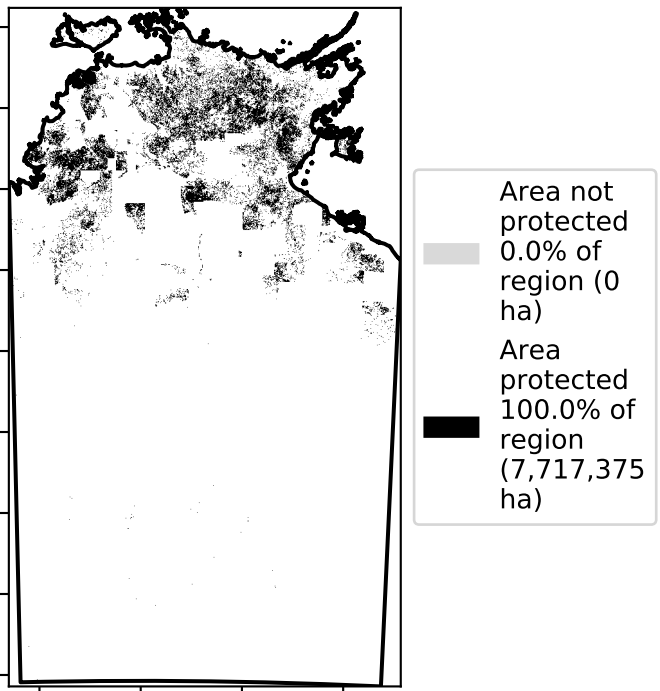 Area not
protected
0.0% of
region (0
ha)
Area
protected
100.0% of
region
(7,717,375
ha)